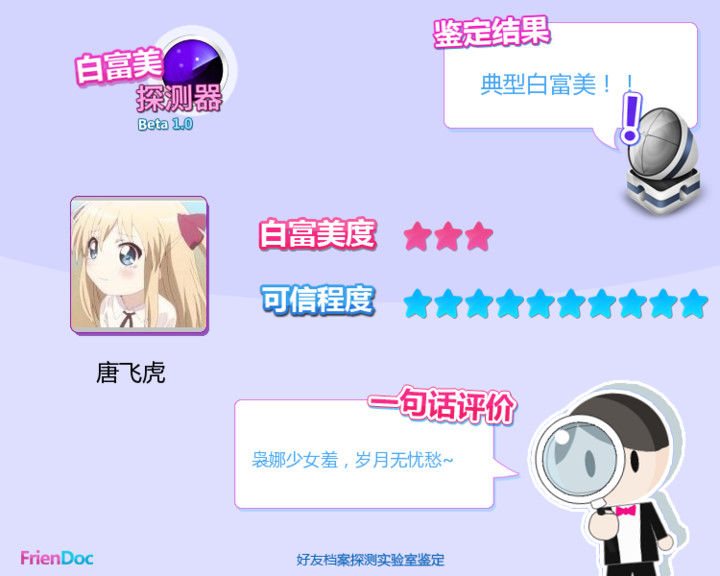 白富美
探测器
Beta 1.0
鉴定结果
典型白富美！！
白富美度
可信程度
唐飞虎
一句话评价
袅娜少女羞，岁月无忧愁~
FrienDoc
好友档案探测实验室鉴定